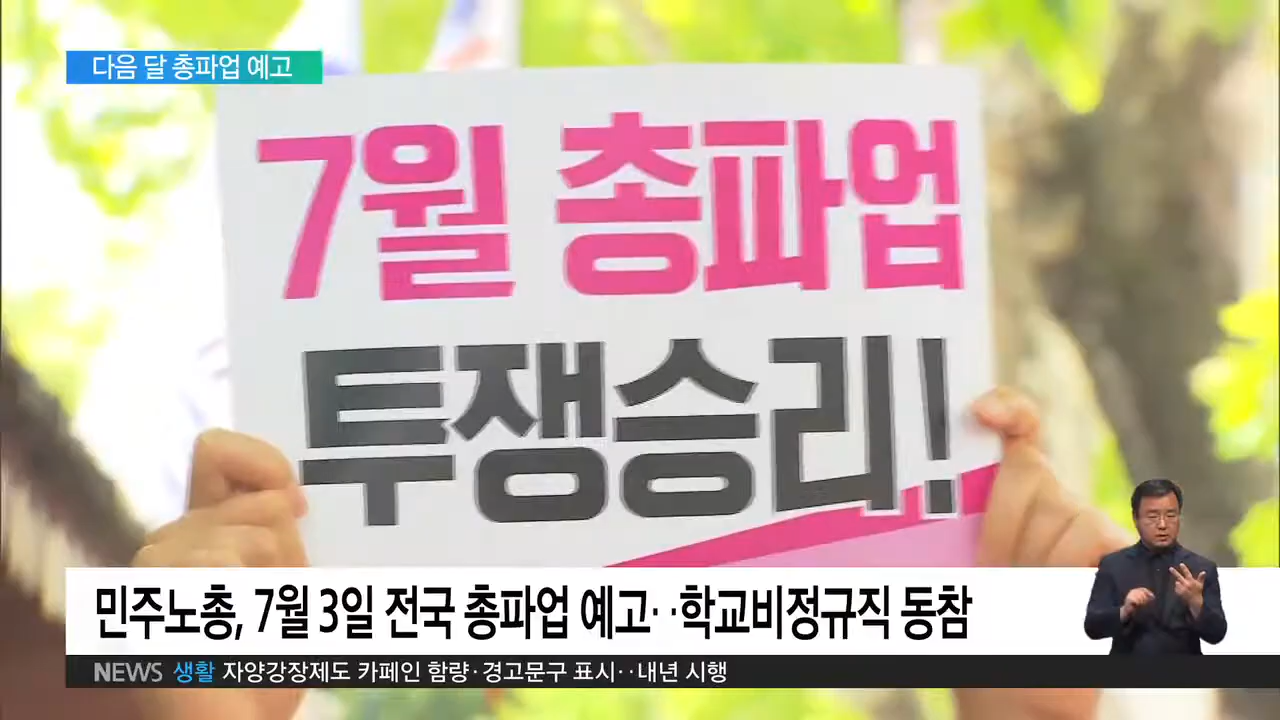 다음 달 총파업 예고
7월 총파업
투쟁승리!
민주노총, 7월 3일 전국 총파업 예고‥학교비정규직 동참
NEWS 생활 자양강장제도 카페인 함량·경고문구 표시‥내년 시행